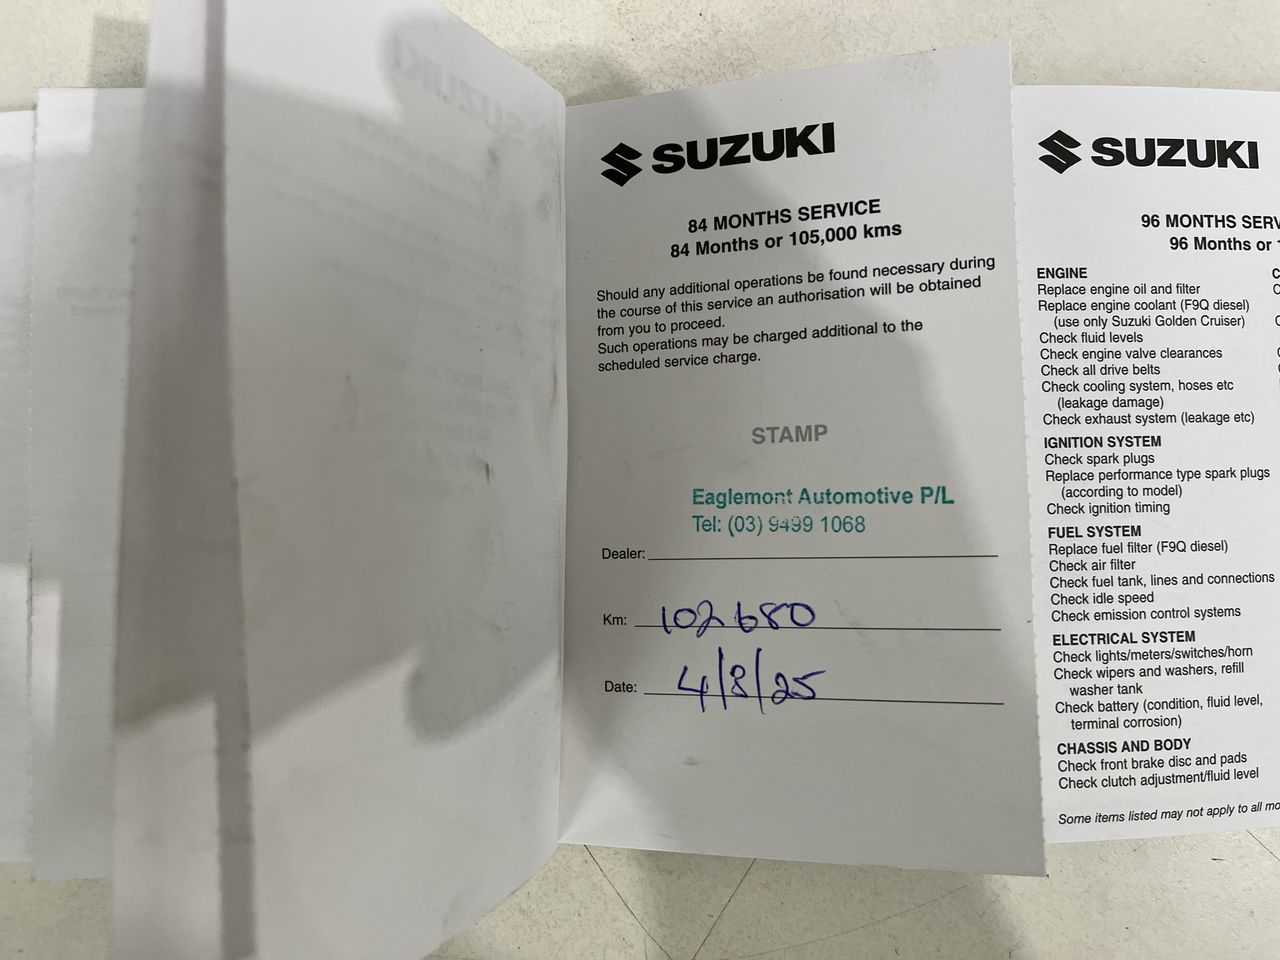 SUZUKI
84 MONTHS SERVICE
84 Months or 105,000 kms
Should any additional operations be found necessary during
the course of this service an authorisation will be obtained
from you to proceed.
Such operations may be charged additional to the
scheduled service charge.
STAMP
Eaglemont Automotive P/L
Tel: (03) 9499 1068
Dealer:
Km: 102680
Date: 4/8/25
SUZUKI
96 MONTHS
96 Months or
ENGINE
Replace engine oil and filter
Replace engine coolant (F9Q diesel)
(use only Suzuki Golden Cruiser)
Check fluid levels
Check engine valve clearances
Check all drive belts
Check cooling system, hoses etc
(leakage damage)
Check exhaust system (leakage etc)
IGNITION SYSTEM
Check spark plugs
Replace performance type spark plugs
(according to model)
Check ignition timing
FUEL SYSTEM
Replace fuel filter (F9Q diesel)
Check air filter
Check fuel tank, lines and connections
Check idle speed
Check emission control systems
ELECTRICAL SYSTEM
Check lights/meters/switches/horn
Check wipers and washers, refill
washer tank
Check battery (condition, fluid level,
terminal corrosion)
CHASSIS AND BODY
Check front brake disc and pads
Check clutch adjustment/fluid level
Some items listed may not apply to all